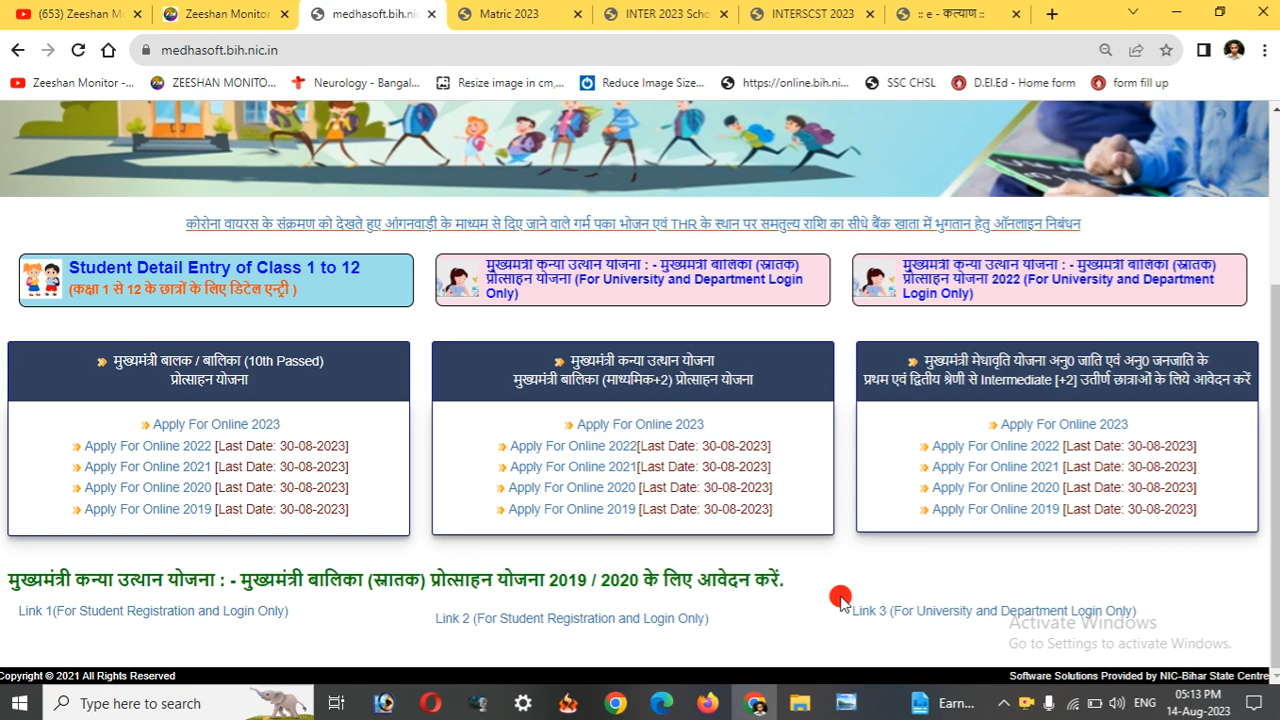 (653) Zeeshan M
Zeeshan Monitor
medhasoft.bih.nic
Matric 2023
INTER 2023 Scho
INTERSCST 2023
:: e - कल्याण ::
medhasoft.bih.nic.in
Zeeshan Monitor -...
ZEESHAN MONITO...
Neurology - Bangal...
Resize image in cm,...
Reduce Image Size...
https://online.bih.ni...
SSC CHSL
D.El.Ed - Home form
form fill up
कोरोना वायरस के संक्रमण को देखते हुए आंगनवाड़ी के माध्यम से दिए जाने वाले गर्म पका भोजन एवं THR के स्थान पर समतुल्य राशि का सीधे बैंक खाता में भुगतान हेतु ऑनलाइन निबंधन
Student Detail Entry of Class 1 to 12
(कक्षा 1 से 12 के छात्रों के लिए डिटेल एन्ट्री )
मुख्यमंत्री कन्या उत्थान योजना : - मुख्यमंत्री बालिका (स्नातक)
प्रोत्साहन योजना (For University and Department Login
Only)
मुख्यमंत्री कन्या उत्थान योजना : - मुख्यमंत्री बालिका (स्नातक)
प्रोत्साहन योजना 2022 (For University and Department
Login Only)
मुख्यमंत्री बालक / बालिका (10th Passed)
प्रोत्साहन योजना
Apply For Online 2023
Apply For Online 2022 [Last Date: 30-08-2023]
Apply For Online 2021 [Last Date: 30-08-2023]
Apply For Online 2020 [Last Date: 30-08-2023]
Apply For Online 2019 [Last Date: 30-08-2023]
मुख्यमंत्री कन्या उत्थान योजना
मुख्यमंत्री बालिका (माध्यमिक+2) प्रोत्साहन योजना
Apply For Online 2023
Apply For Online 2022[Last Date: 30-08-2023]
Apply For Online 2021[Last Date: 30-08-2023]
Apply For Online 2020 [Last Date: 30-08-2023]
Apply For Online 2019 [Last Date: 30-08-2023]
मुख्यमंत्री मेधावृति योजना अनु0 जाति एवं अनु0 जनजाति के
प्रथम एवं द्वितीय श्रेणी से Intermediate [+2] उतीर्ण छात्राओं के लिये आवेदन करें
Apply For Online 2023
Apply For Online 2022 [Last Date: 30-08-2023]
Apply For Online 2021 [Last Date: 30-08-2023]
Apply For Online 2020 [Last Date: 30-08-2023]
Apply For Online 2019 [Last Date: 30-08-2023]
मुख्यमंत्री कन्या उत्थान योजना : - मुख्यमंत्री बालिका (स्नातक) प्रोत्साहन योजना 2019 / 2020 के लिए आवेदन करें.
Link 1(For Student Registration and Login Only)
Link 2 (For Student Registration and Login Only)
Link 3 (For University and Department Login Only)
Activate Windows
Go to Settings to activate Windows.
Copyright © 2021 All Rights Reserved
Software Solutions Provided by NIC-Bihar State Centre
Type here to search
Earn...
ENG
05:13 PM
14-Aug-2023